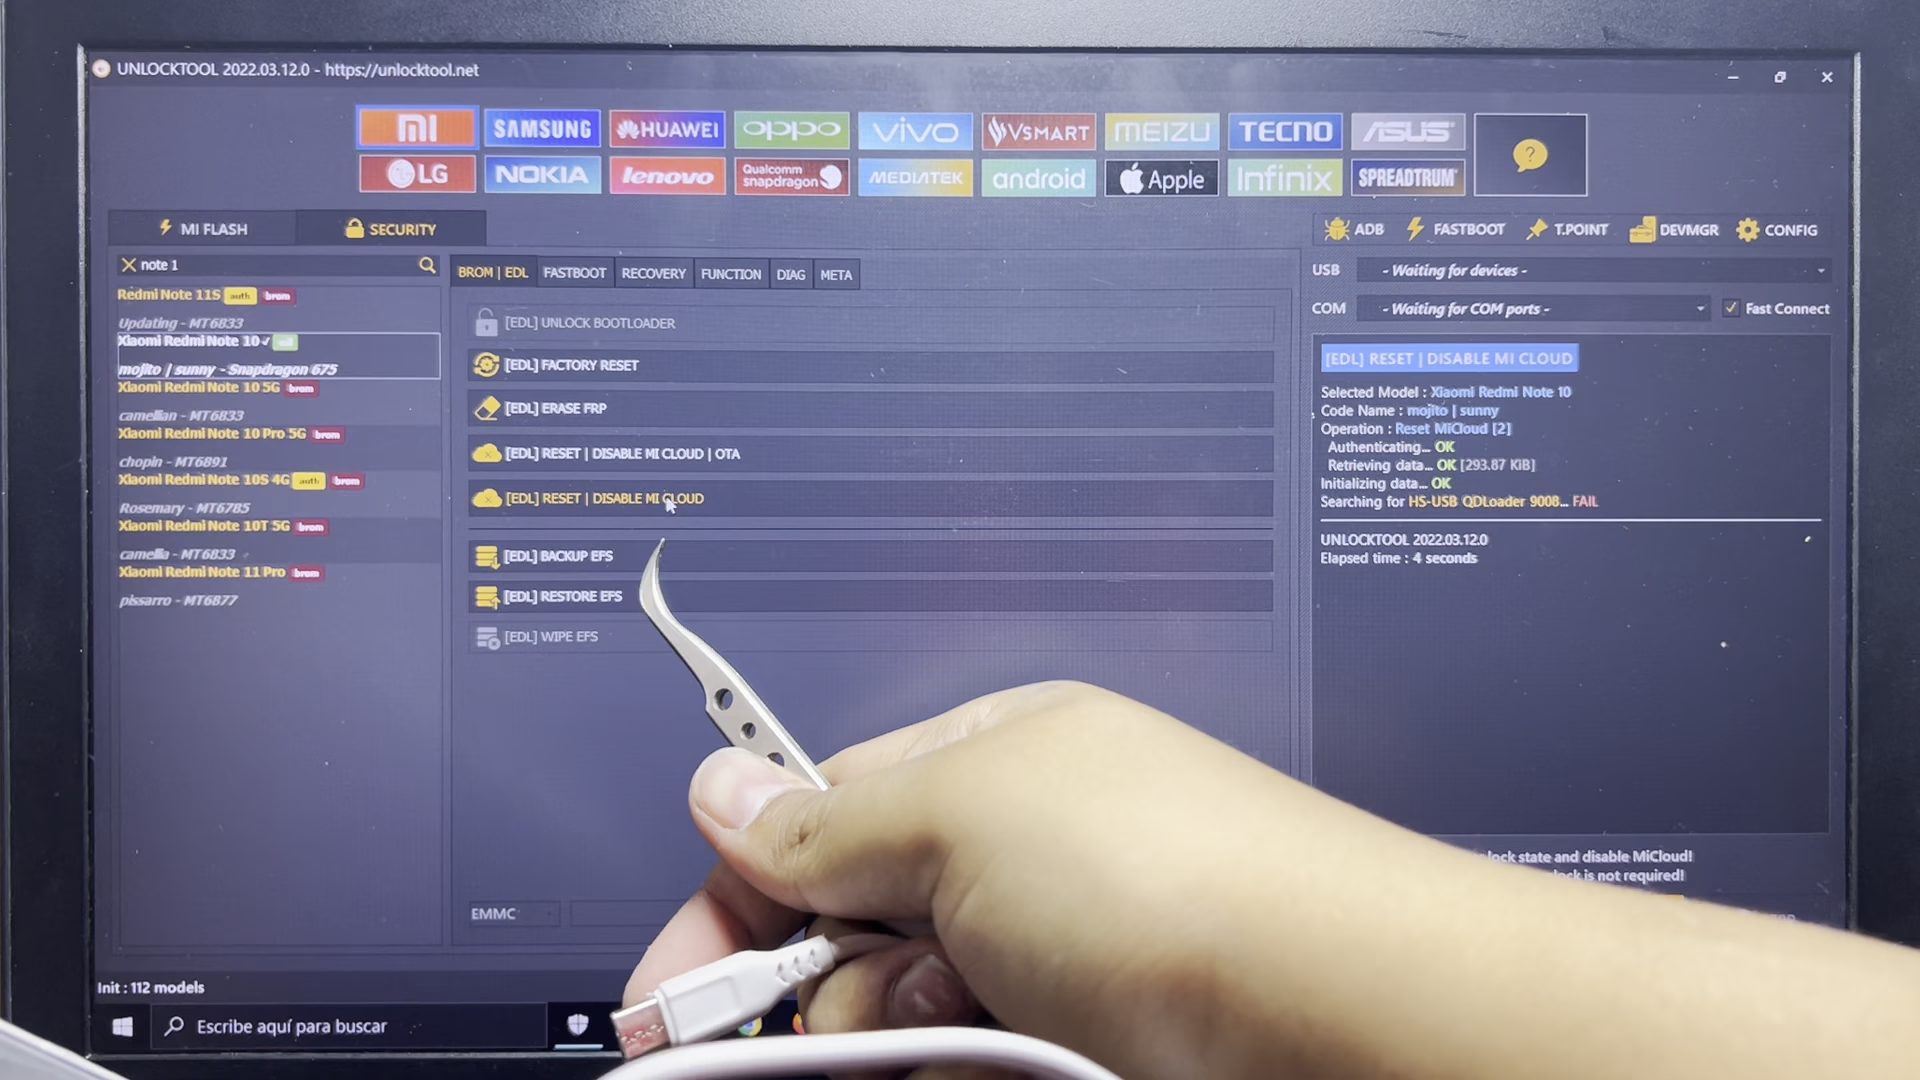 UNLOCKTOOL 2022.03.12.0 - https://unlocktool.net
MI
SAMSUNG
HUAWEI
oppo
vivo
VSMART
MEIZU
TECNO
ASUS
LG
NOKIA
lenovo
Qualcomm snapdragon
MEDIATEK
android
Apple
Infinix
SPREADTRUM
?
MI FLASH
SECURITY
ADB
FASTBOOT
T.POINT
DEVMGR
CONFIG
note 1
BROM | EDL
FASTBOOT
RECOVERY
FUNCTION
DIAG
META
USB
- Waiting for devices -
COM
- Waiting for COM ports -
Fast Connect
Redmi Note 11S auth brom
Updating - MT6833
Xiaomi Redmi Note 10 ✓
mojito | sunny - Snapdragon 675
Xiaomi Redmi Note 10 5G brom
camellian - MT6833
Xiaomi Redmi Note 10 Pro 5G brom
chopin - MT6891
Xiaomi Redmi Note 10S 4G auth brom
Rosemary - MT6785
Xiaomi Redmi Note 10T 5G brom
camellia - MT6833
Xiaomi Redmi Note 11 Pro brom
pissarro - MT6877
[EDL] UNLOCK BOOTLOADER
[EDL] FACTORY RESET
[EDL] ERASE FRP
[EDL] RESET | DISABLE MI CLOUD | OTA
[EDL] RESET | DISABLE MI CLOUD
[EDL] BACKUP EFS
[EDL] RESTORE EFS
[EDL] WIPE EFS
EMMC
[EDL] RESET | DISABLE MI CLOUD
Selected Model : Xiaomi Redmi Note 10
Code Name : mojito | sunny
Operation : Reset MiCloud [2]
Authenticating... OK
Retrieving data... OK [293.87 KiB]
Initializing data... OK
Searching for HS-USB QDLoader 9008... FAIL
UNLOCKTOOL 2022.03.12.0
Elapsed time : 4 seconds
lock state and disable MiCloud!
is not required!
Init : 112 models
Escribe aquí para buscar